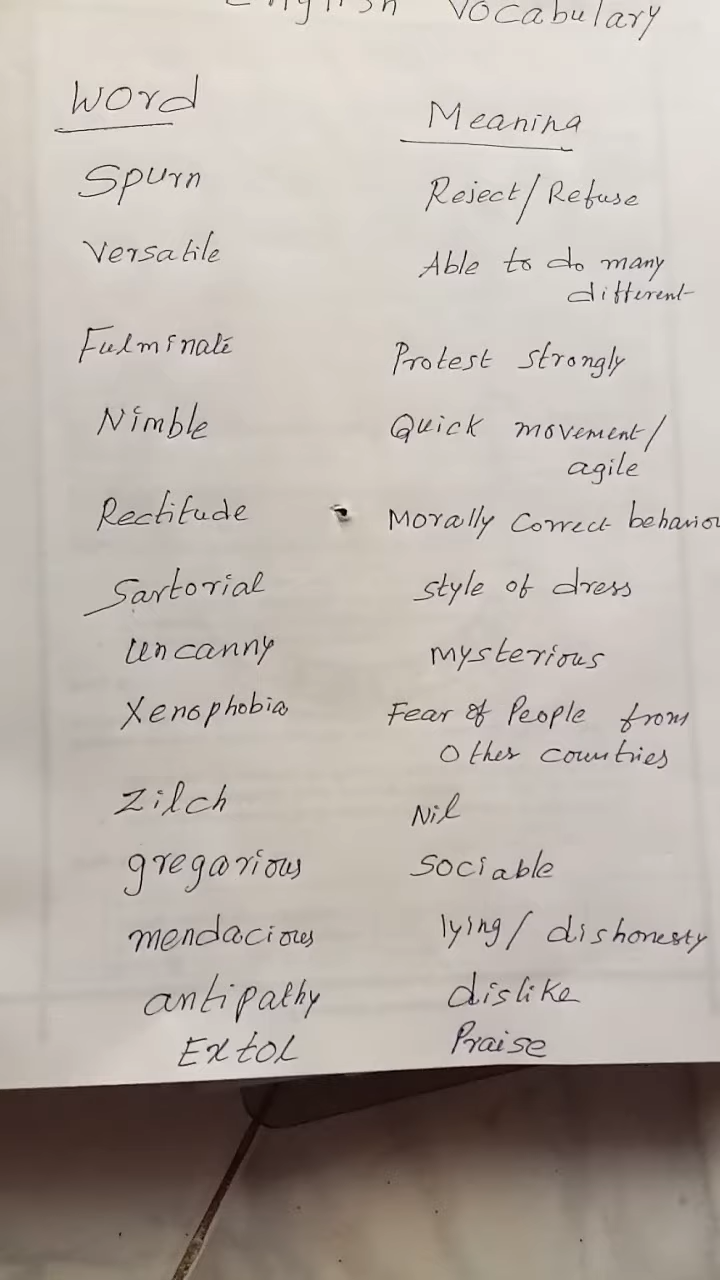 English Vocabulary
Word Meaning
Spurn Reject/Refuse
Versatile Able to do many
different
Fulminate Protest strongly
Nimble Quick movement/
agile
Rectitude Morally Correct behavior
Sartorial style of dress
Uncanny mysterious
Xenophobia Fear of People from
other countries
Zilch Nil
gregarious sociable
mendacious lying/dishonesty
antipathy dislike
Extol Praise